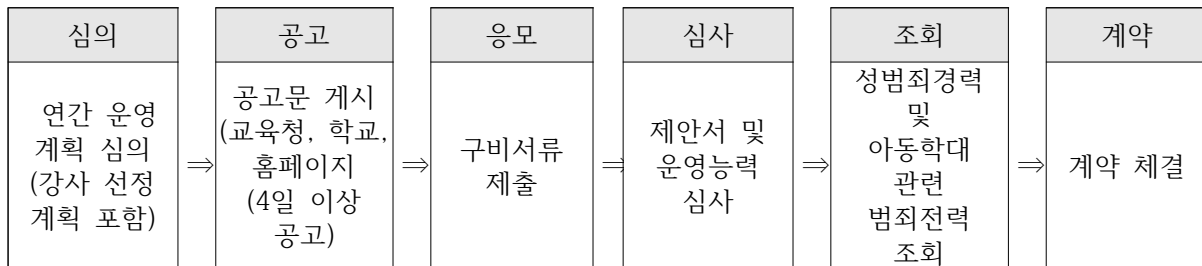 심의
연간 운영
계획 심의
(강사 선정
계획 포함)
⇒
공고
공고문 게시
(교육청, 학교,
홈페이지
(4일 이상
공고)
⇒
응모
구비서류
제출
⇒
심사
제안서 및
운영능력
심사
⇒
조회
성범죄경력
및
아동학대
관련
범죄전력
조회
⇒
계약
계약 체결